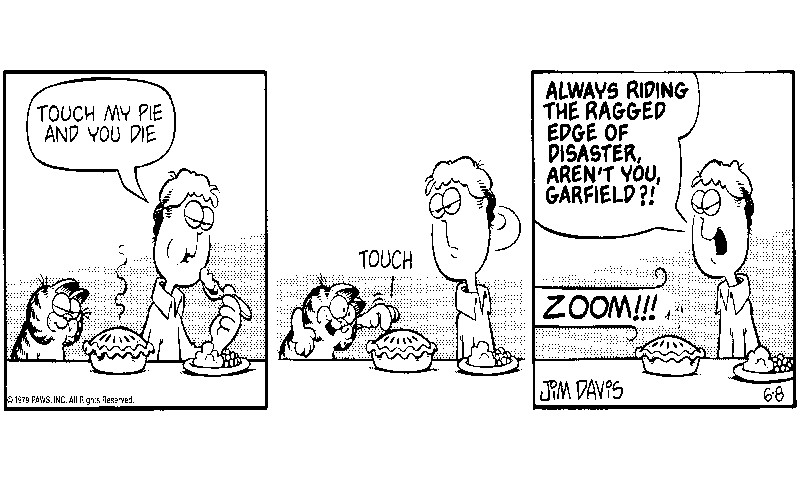 TOUCH MY PIE
AND YOU DIE
© 1979 PAWS, INC. All Rights Reserved.
TOUCH
ALWAYS RIDING
THE RAGGED
EDGE OF
DISASTER,
AREN'T YOU,
GARFIELD?!
ZOOM!!!
JIM DAVIS
6-8